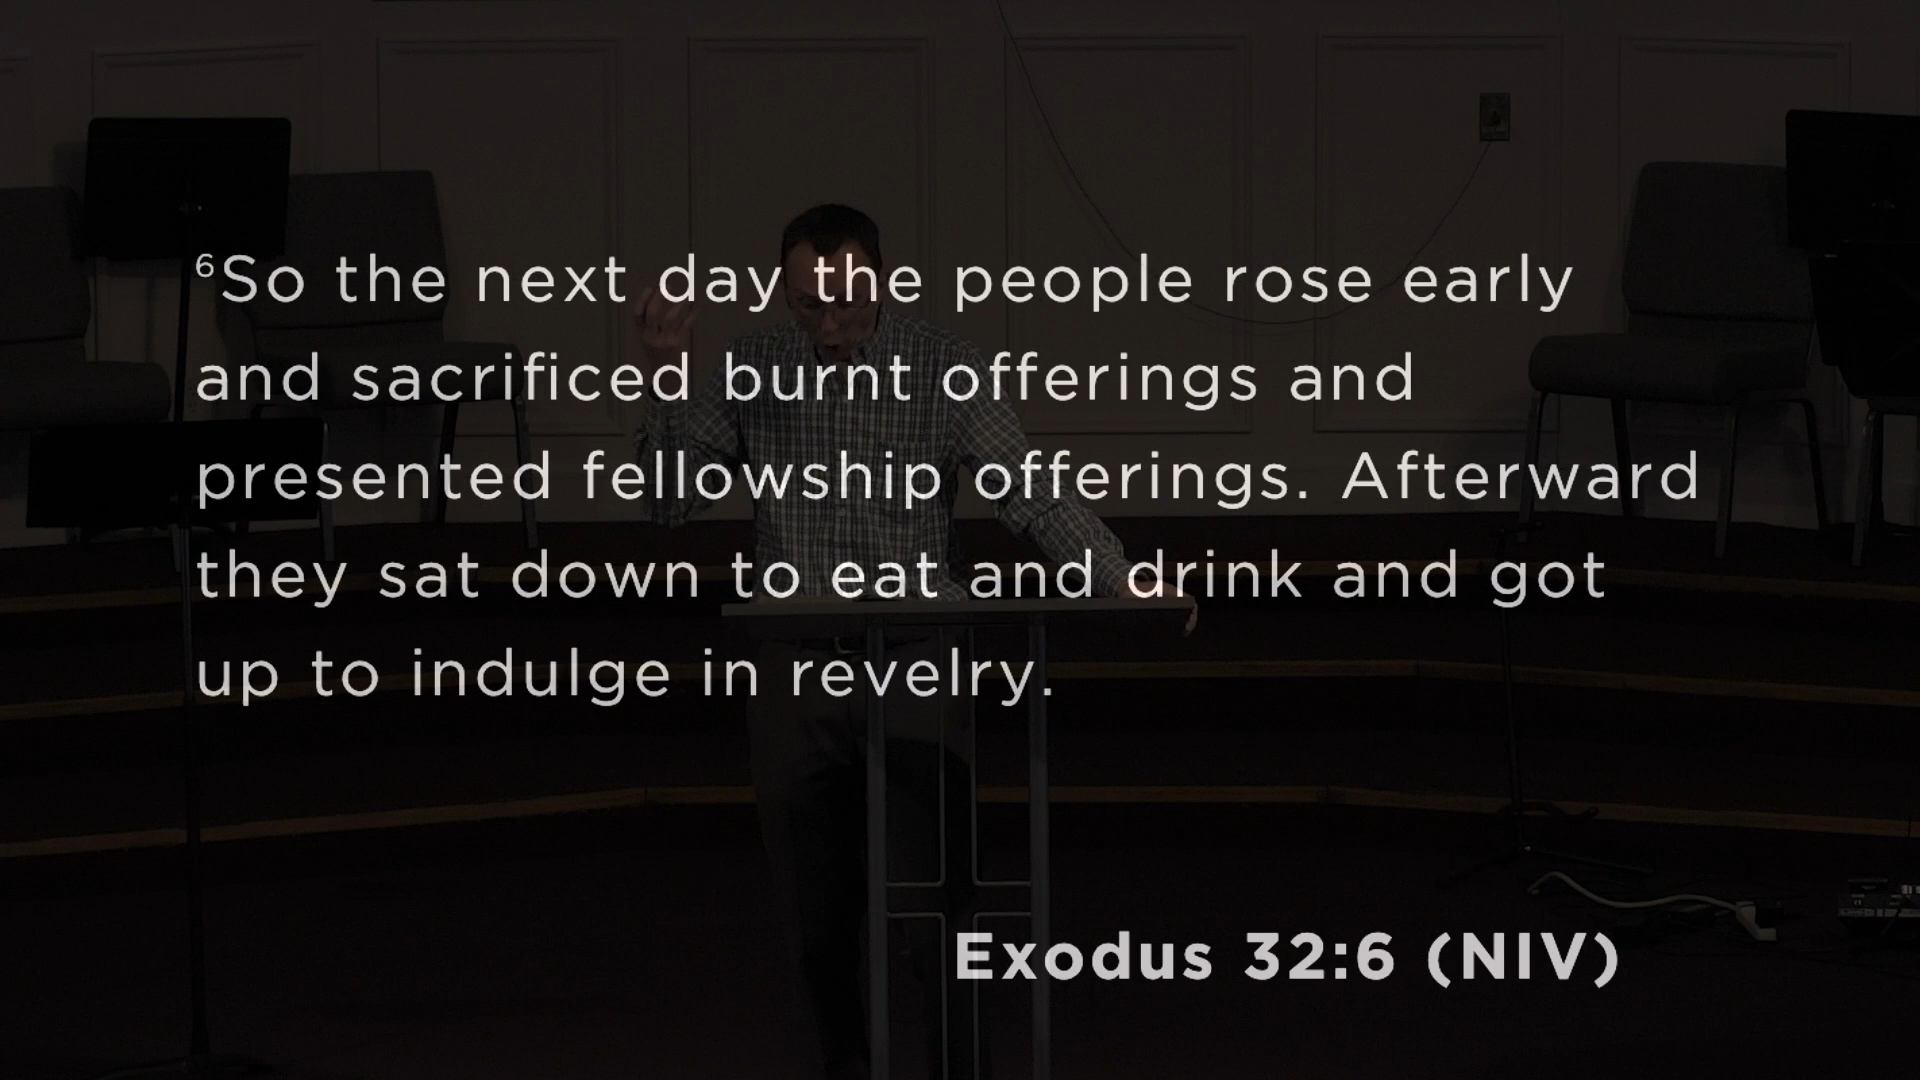 ⁶So the next day the people rose early
and sacrificed burnt offerings and
presented fellowship offerings. Afterward
they sat down to eat and drink and got
up to indulge in revelry.
Exodus 32:6 (NIV)